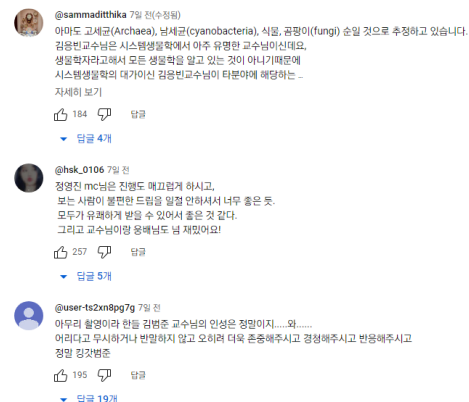 @sammaditthika 7일 전(수정됨)
아마도 고세균(Archaea), 남세균(cyanobacteria), 식물, 곰팡이(fungi) 순일 것으로 추정하고 있습니다.
김응빈교수님은 시스템생물학에서 아주 유명한 교수님이신데요,
생물학자라고해서 모든 생물학을 알고 있는 것이 아니기때문에
시스템생물학의 대가이신 김응빈교수님이 타분야에 해당하는 ..
자세히 보기
184 답글
답글 4개
@hsk_0106 7일 전
정영진 mc님은 진행도 매끄럽게 하시고,
보는 사람이 불편한 드립을 일절 안하셔서 너무 좋은 듯.
모두가 유쾌하게 받을 수 있어서 좋은 것 같다.
그리고 교수님이랑 웅배님도 넘 재밌어요!
257 답글
답글 5개
@user-ts2xn8pg7g 7일 전
아무리 촬영이라 한들 김범준 교수님의 인성은 정말이지.....와......
어리다고 무시하거나 반말하지 않고 오히려 더욱 존중해주시고 경청해주시고 반응해주시고
정말 킹갓범준
195 답글
답글 19개